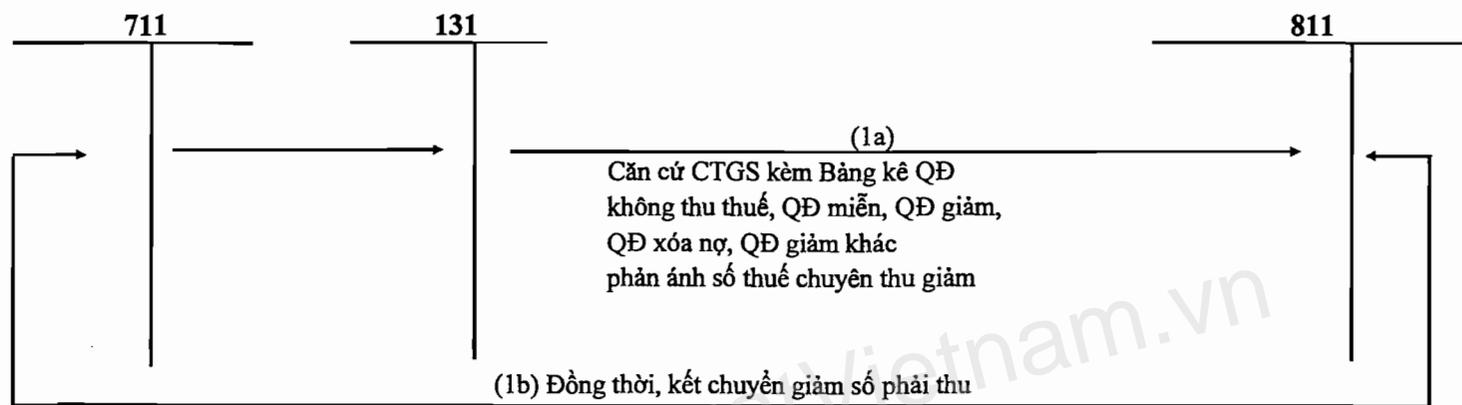 711
131
811
(1a)
Căn cứ CTGS kèm Bảng kê QĐ
không thu thuế, QĐ miễn, QĐ giảm,
QĐ xóa nợ, QĐ giảm khác
phản ánh số thuế chuyên thu giảm
(1b) Đồng thời, kết chuyển giảm số phải thu
Vietnam.vn